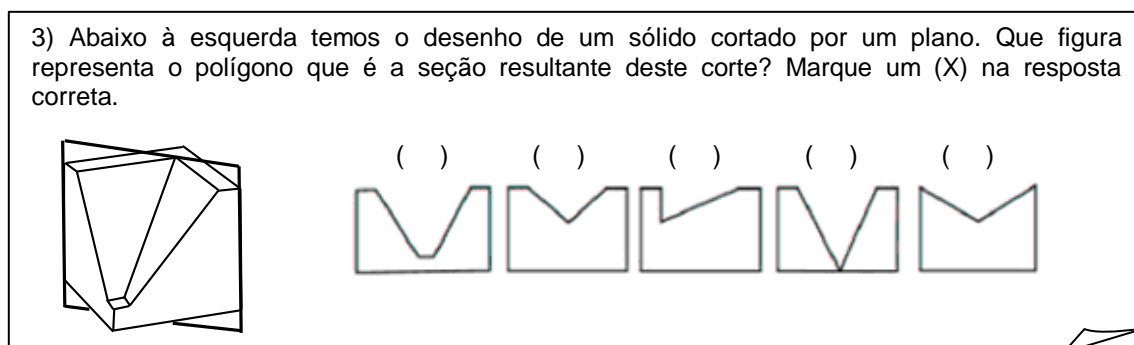 3) Abaixo à esquerda temos o desenho de um sólido cortado por um plano. Que figura
representa o polígono que é a seção resultante deste corte? Marque um (X) na resposta
correta.
( ) ( ) ( ) ( ) ( )